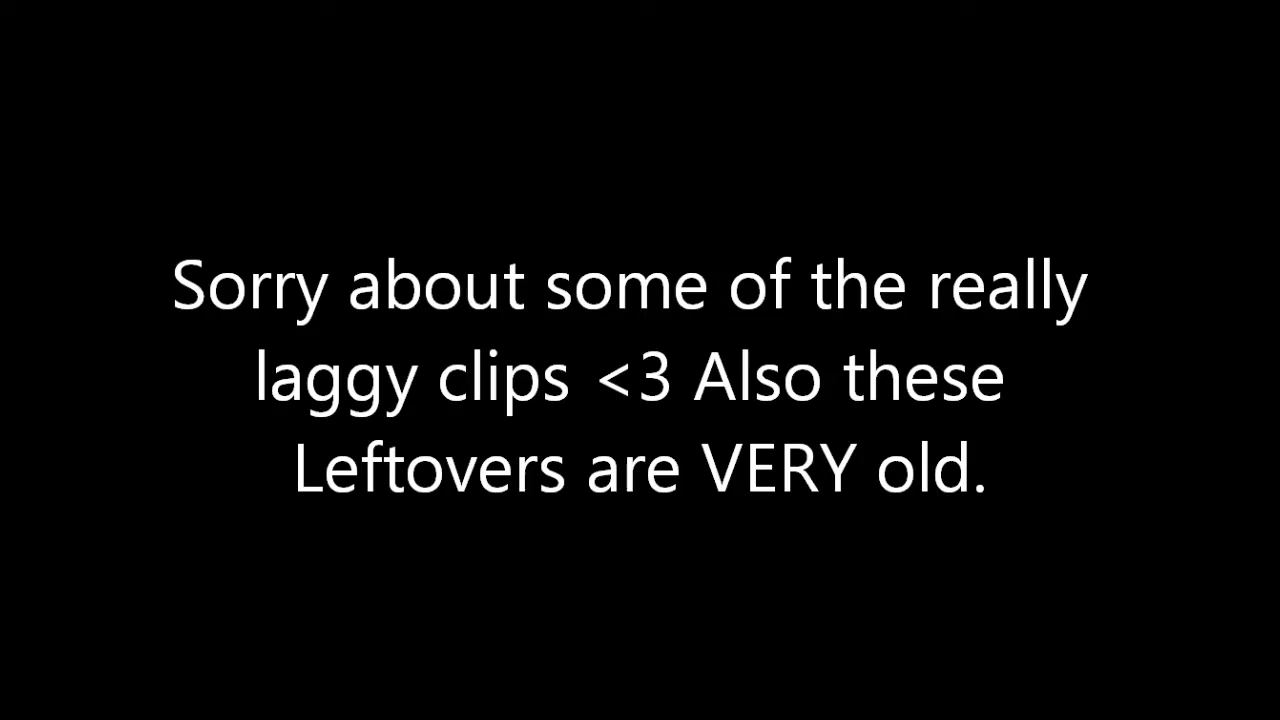 Sorry about some of the really
laggy clips <3 Also these
Leftovers are VERY old.